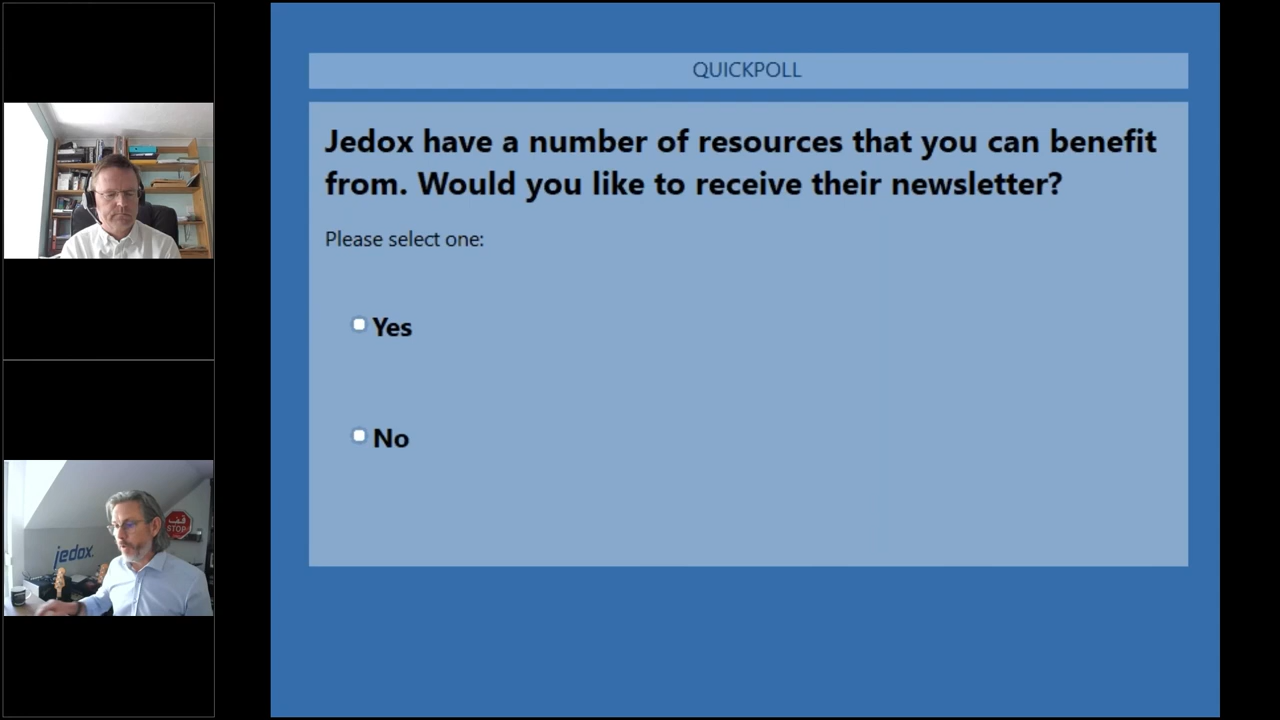 QUICKPOLL
Jedox have a number of resources that you can benefit
from. Would you like to receive their newsletter?
Please select one:
Yes
No
jedox.
قف
STOP